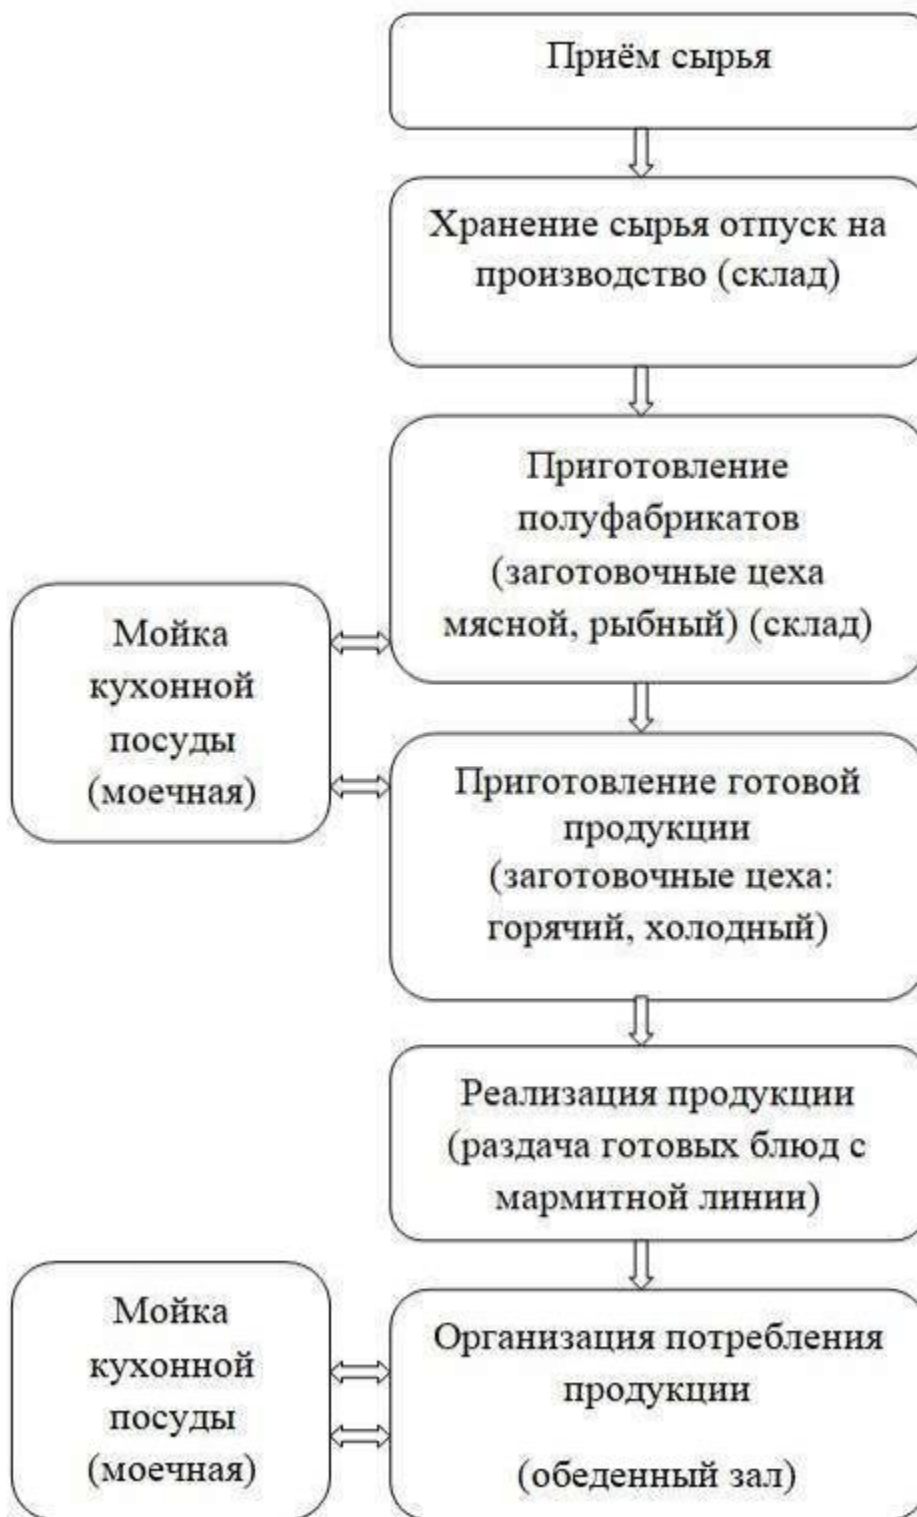 Приём сырья
Хранение сырья отпуск на
производство (склад)
Приготовление
полуфабрикатов
(заготовочные цеха
мясной, рыбный) (склад)
Мойка
кухонной
посуды
(моечная)
Приготовление готовой
продукции
(заготовочные цеха:
горячий, холодный)
Реализация продукции
(раздача готовых блюд с
мармитной линии)
Мойка
кухонной
посуды
(моечная)
Организация потребления
продукции
(обеденный зал)